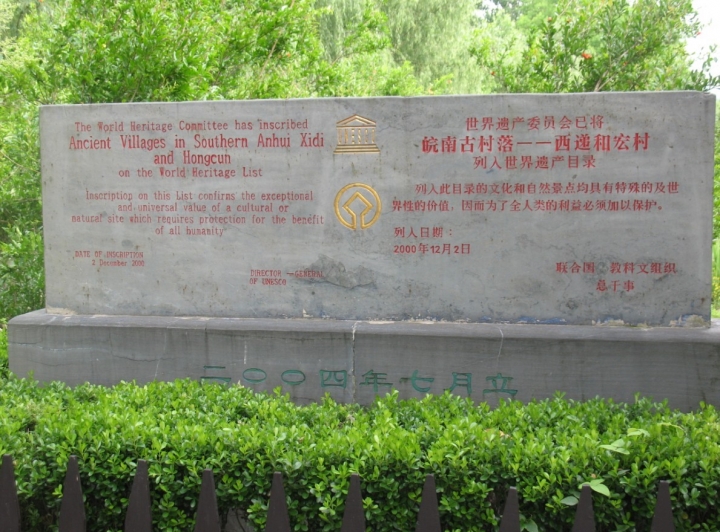 The World Heritage Committee has inscribed
Ancient Villages in Southern Anhui Xidi
and Hongcun
on the World Heritage List
Inscription on this List confirms the exceptional
and universal value of a cultural or
natural site which requires protection for the benefit
of all humanity
DATE OF INSCRIPTION
2 December 2000
DIRECTOR-GENERAL
OF UNESCO
世界遗产委员会已将
皖南古村落——西递和宏村
列入世界遗产目录
列入此目录的文化和自然景点均具有特殊的及世
界性的价值，因而为了全人类的利益必须加以保护。
列入日期：
2000年12月2日
联合国 教科文组织
总干事
二〇〇四年七月立